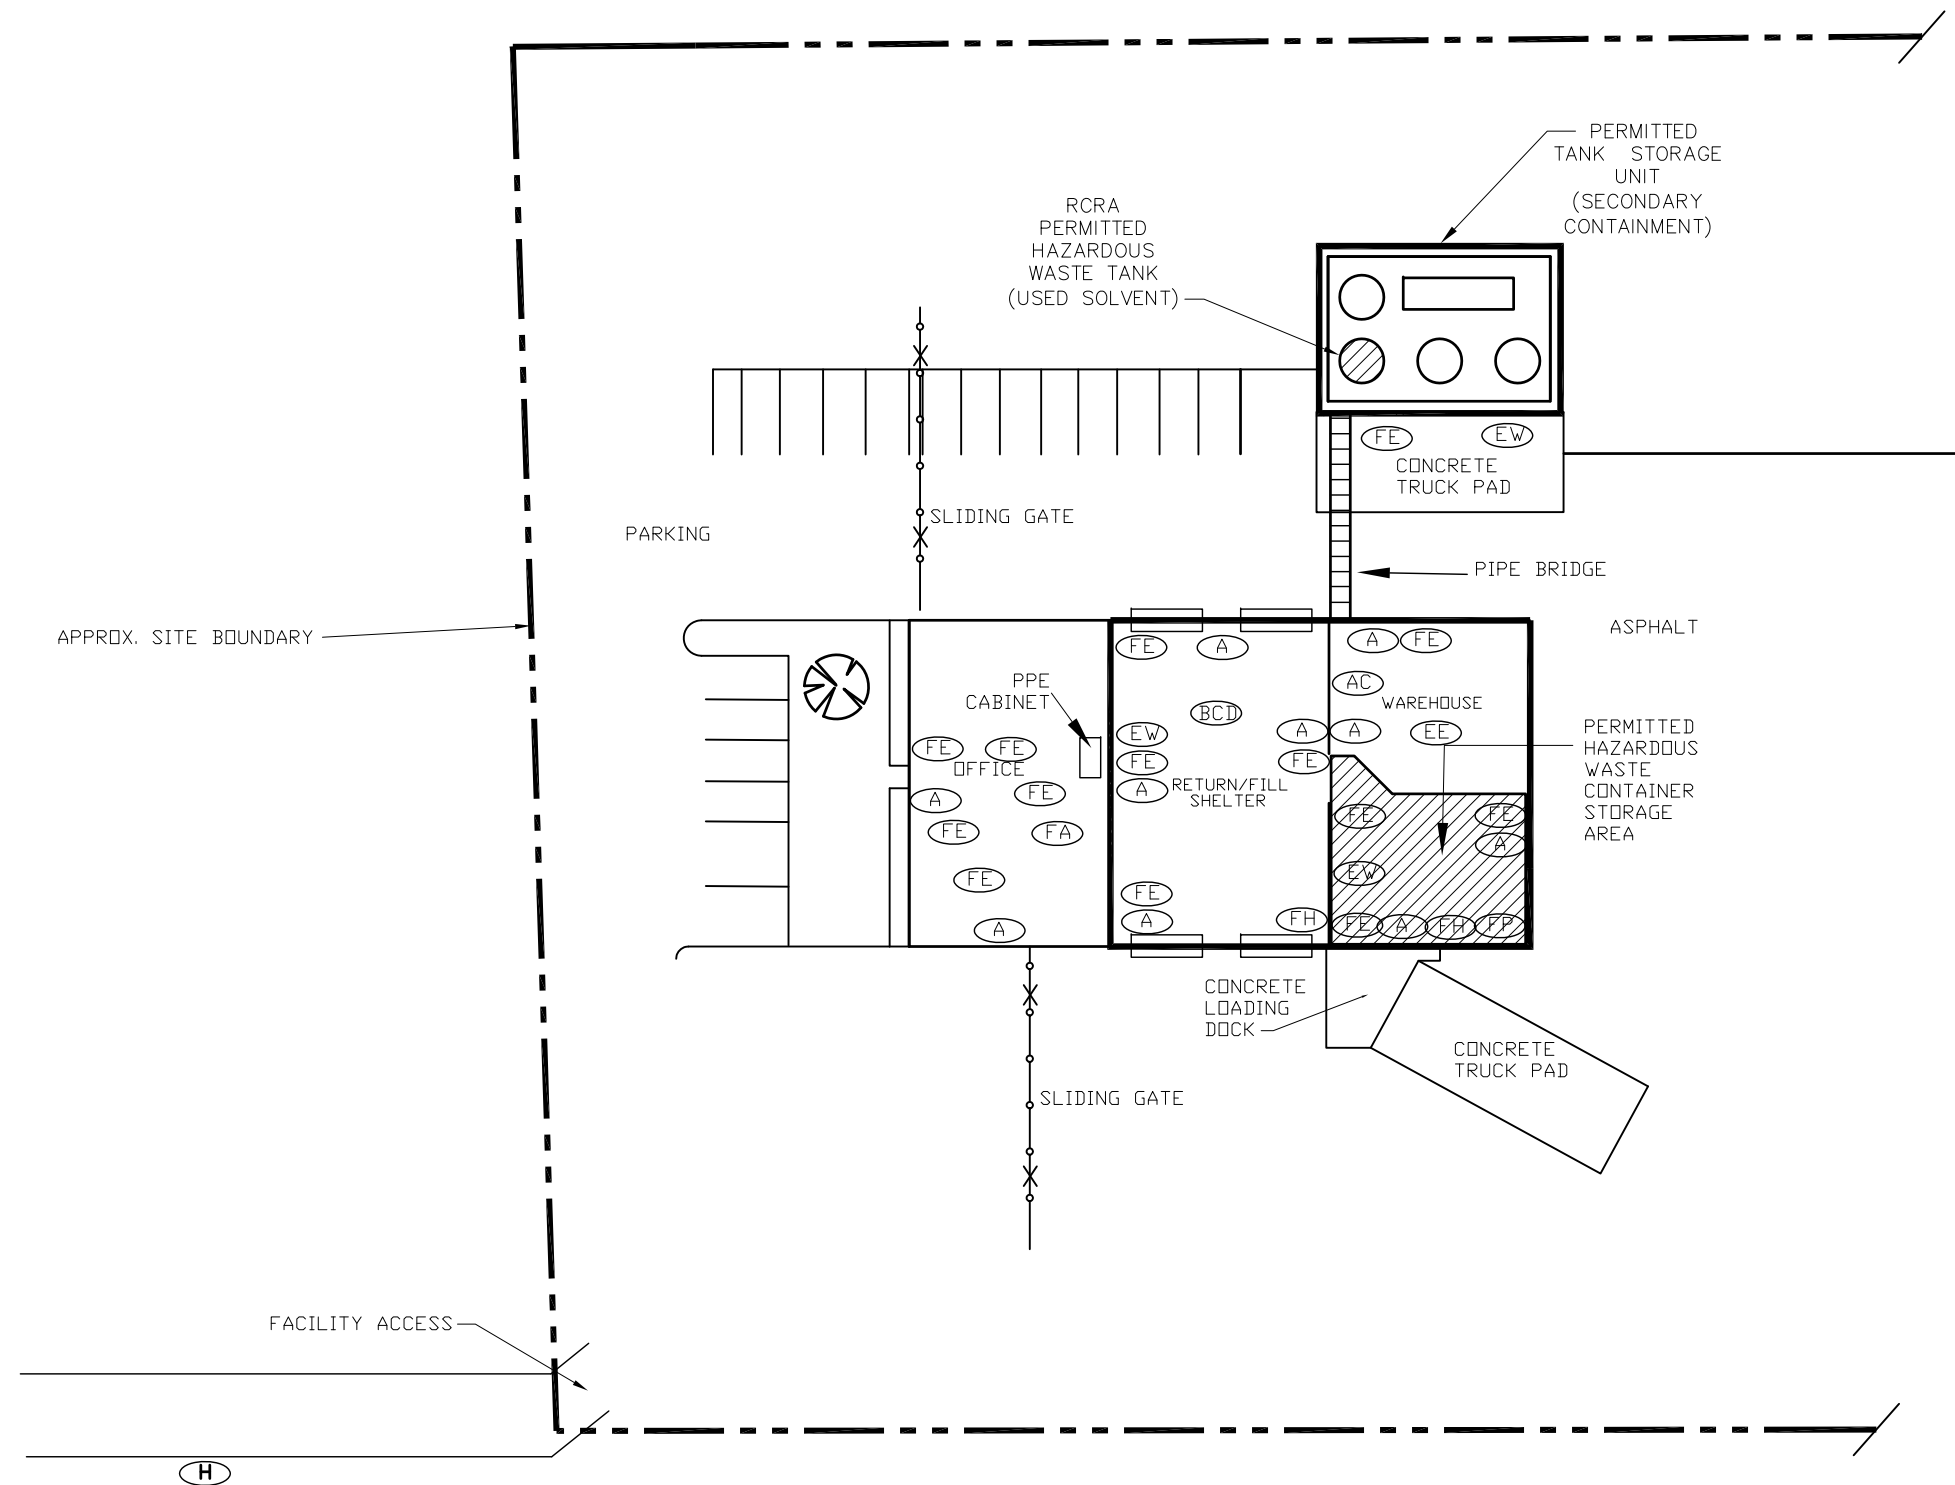 PERMITTED
TANK STORAGE
UNIT
(SECONDARY
CONTAINMENT)
RCRA
PERMITTED
HAZARDOUS
WASTE TANK
(USED SOLVENT)
FE
EW
CONCRETE
TRUCK PAD
SLIDING GATE
PARKING
PIPE BRIDGE
APPROX. SITE BOUNDARY
ASPHALT
FE
A
A
FE
PPE
CABINET
AC
WAREHOUSE
BCD
EW
A
A
EE
PERMITTED
HAZARDOUS
WASTE
CONTAINER
STORAGE
AREA
FE
FE
OFFICE
FE
FE
A
FE
A
RETURN/FILL
SHELTER
FE
FA
FE
FE
A
EW
FE
FE
A
A
FH
FE
A
FH
FP
CONCRETE
LOADING
DOCK
CONCRETE
TRUCK PAD
SLIDING GATE
FACILITY ACCESS
H